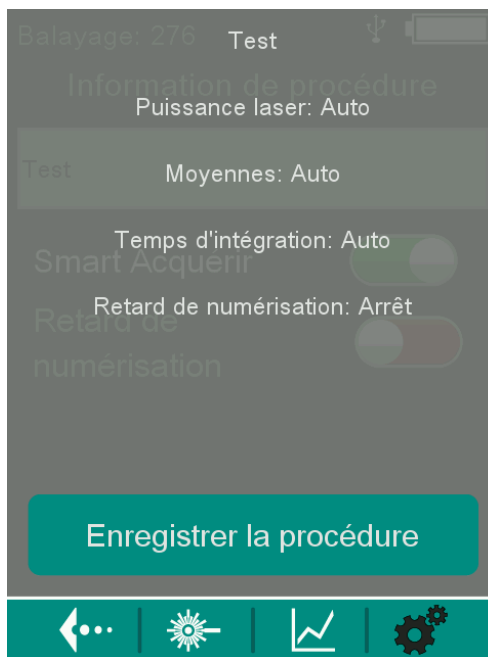 Balayage: 276
Test
Information de procédure
Puissance laser: Auto
Test
Moyennes: Auto
Temps d'intégration: Auto
Smart Acquérir
Retard de numérisation: Arrêt
Retard de
numérisation
Enregistrer la procédure